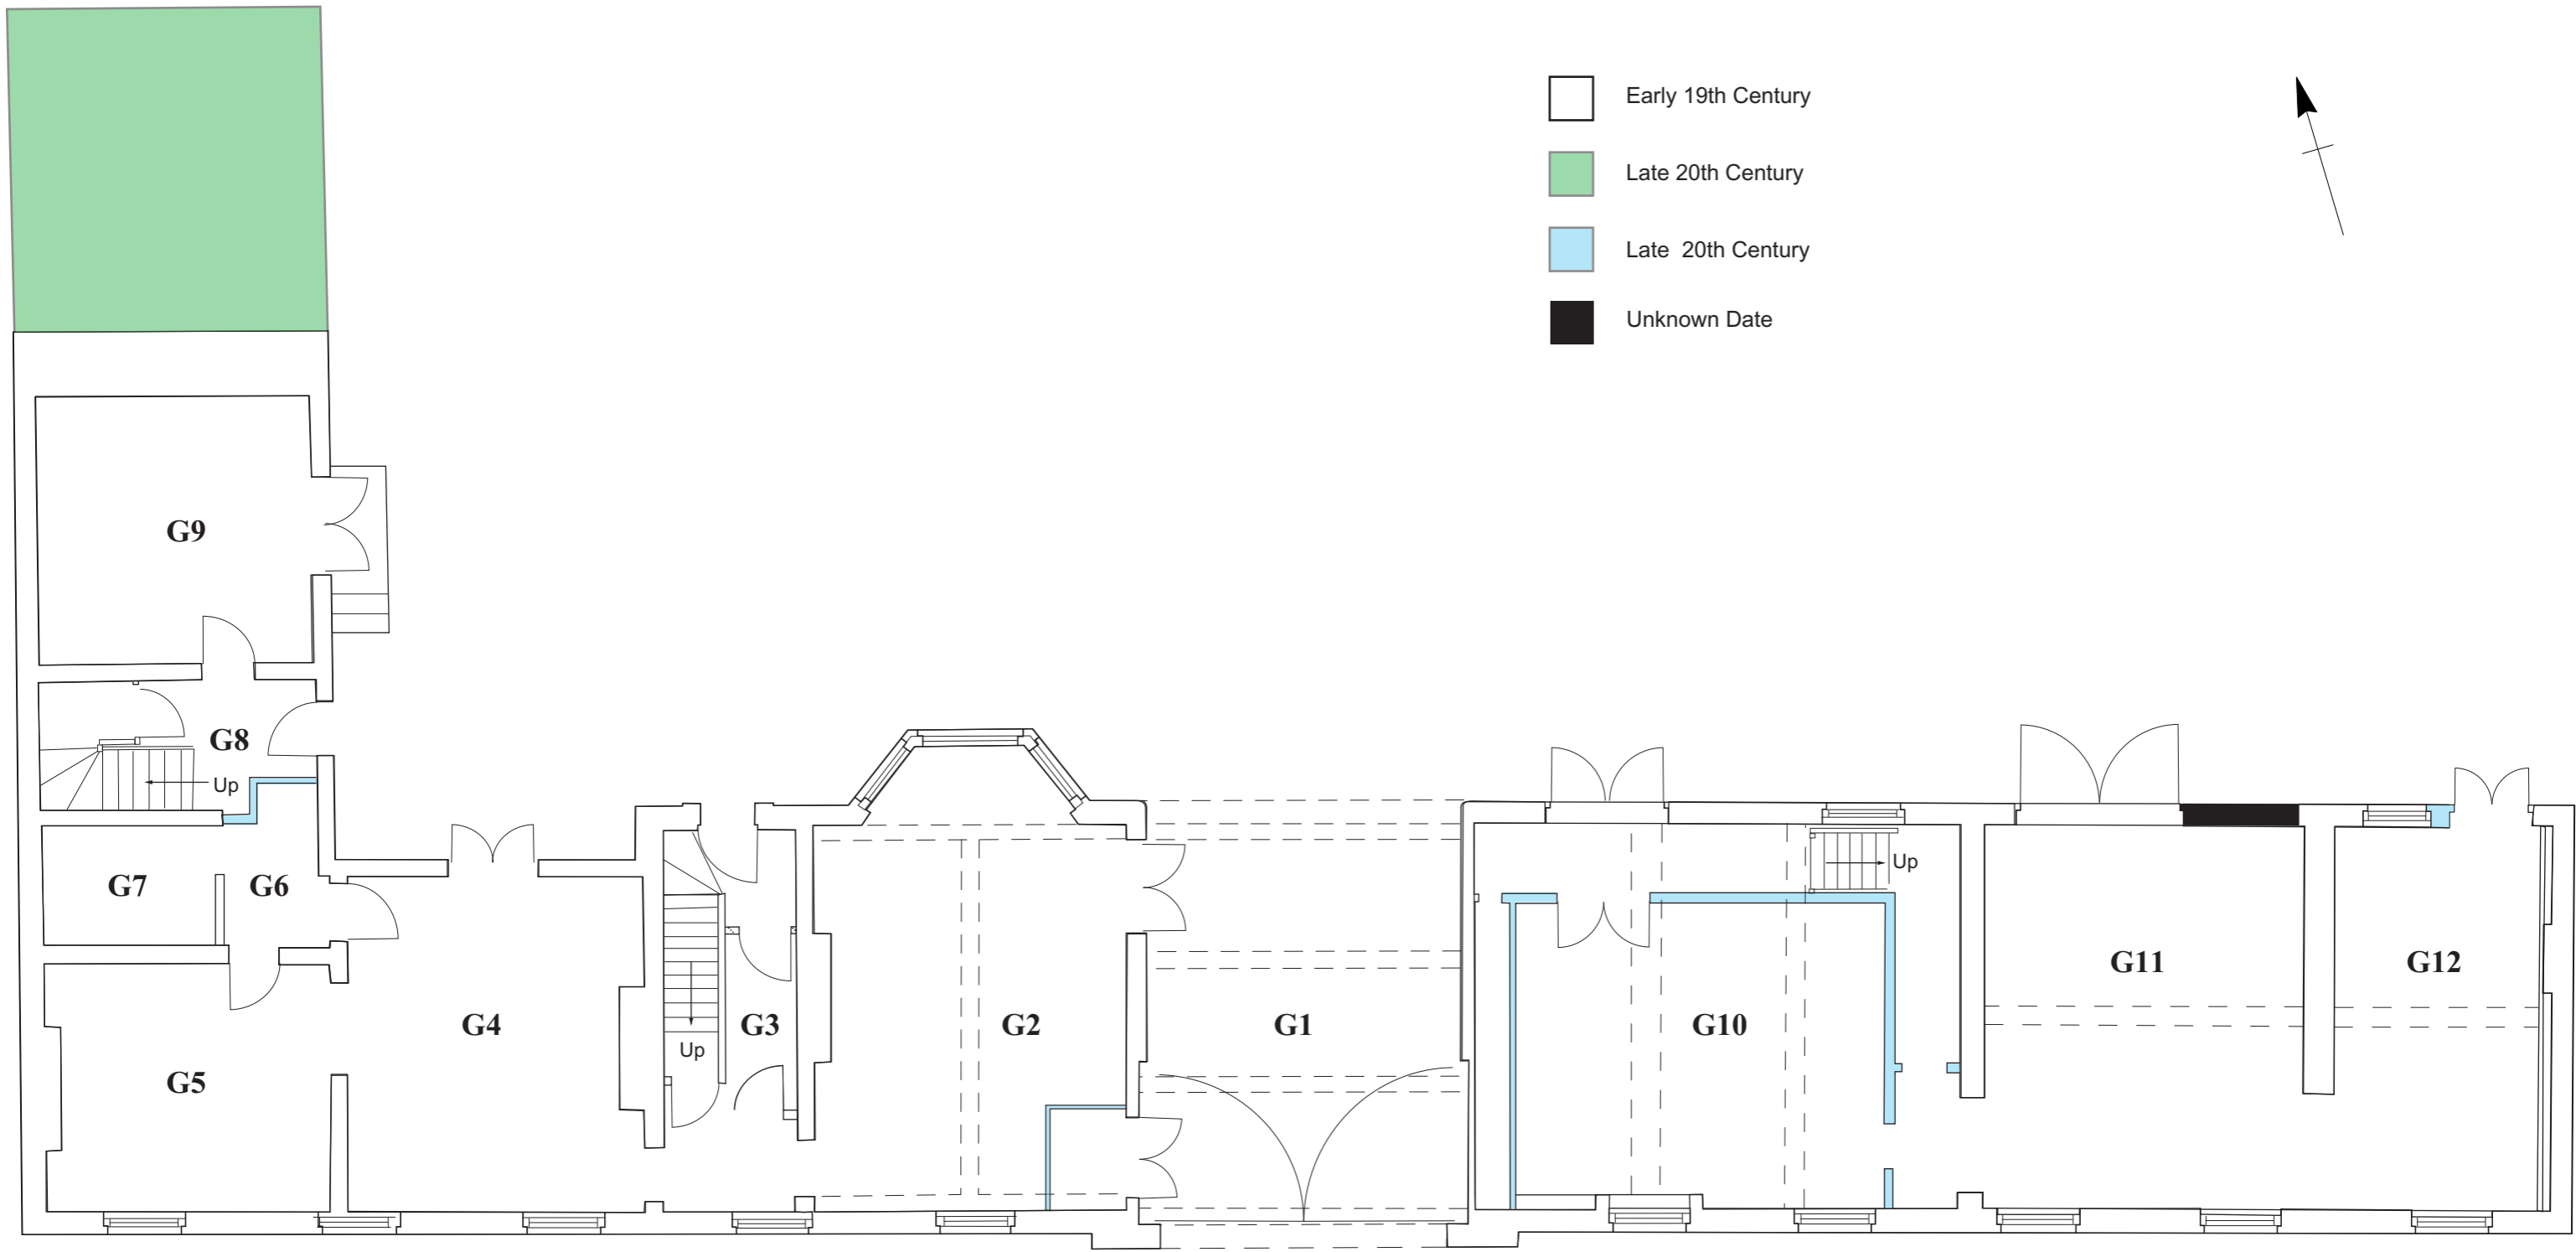 Early 19th Century
Late 20th Century
Late  20th Century
Unknown Date
G9
G8
Up
G7
G6
Up
G11
G12
G4
G3
G2
G1
G10
Up
G5